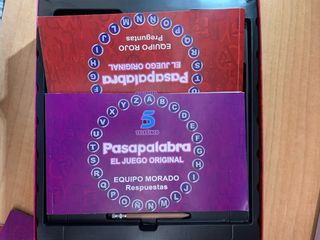 EQUIPO ROJO
Preguntas
Pasapalabra
EL JUEGO ORIGINAL
5
TELECINCO
Pasapalabra
EL JUEGO ORIGINAL
EQUIPO MORADO
Respuestas
A B C D E F G H I J L M N Ñ O P Q R S T U V X Y Z